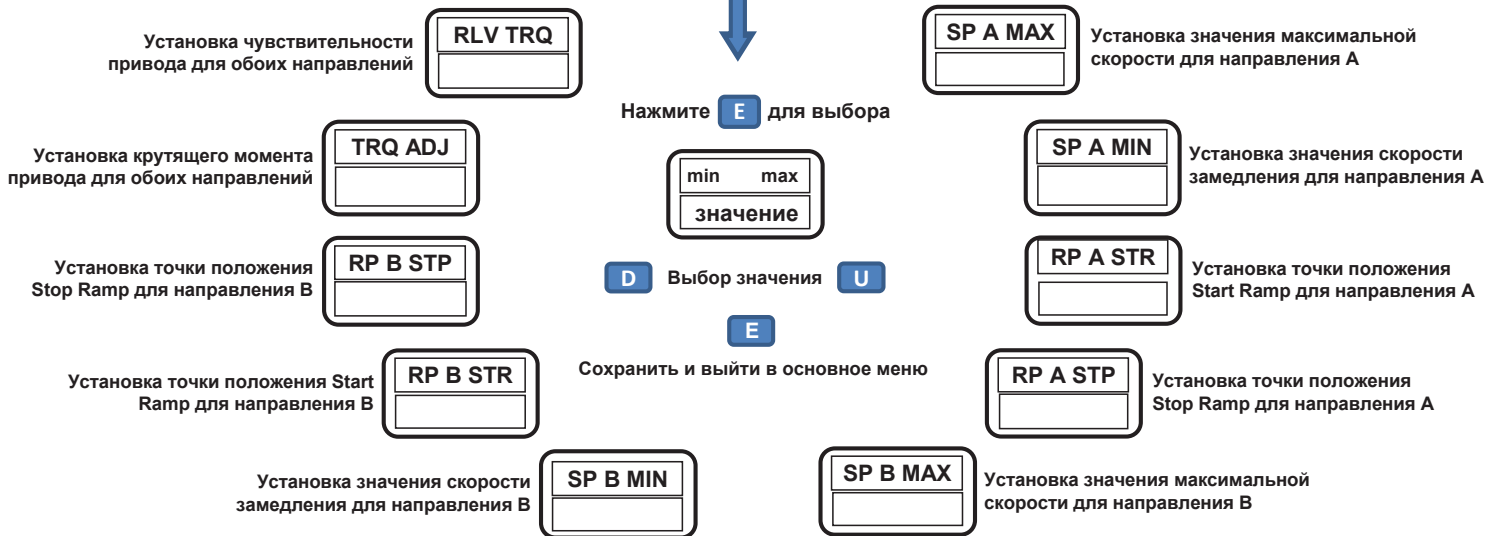 Установка чувствительности
привода для обоих направлений
RLV TRQ
SP A MAX
Установка значения максимальной
скорости для направления А
Нажмите E для выбора
Установка крутящего момента
привода для обоих направлений
TRQ ADJ
min max
значение
SP A MIN
Установка значения скорости
замедления для направления А
Установка точки положения
Stop Ramp для направления В
RP B STP
D Выбор значения U
RP A STR
Установка точки положения
Start Ramp для направления А
E
Сохранить и выйти в основное меню
Установка точки положения Start
Ramp для направления В
RP B STR
RP A STP
Установка точки положения
Stop Ramp для направления А
Установка значения скорости
замедления для направления В
SP B MIN
SP B MAX
Установка значения максимальной
скорости для направления В